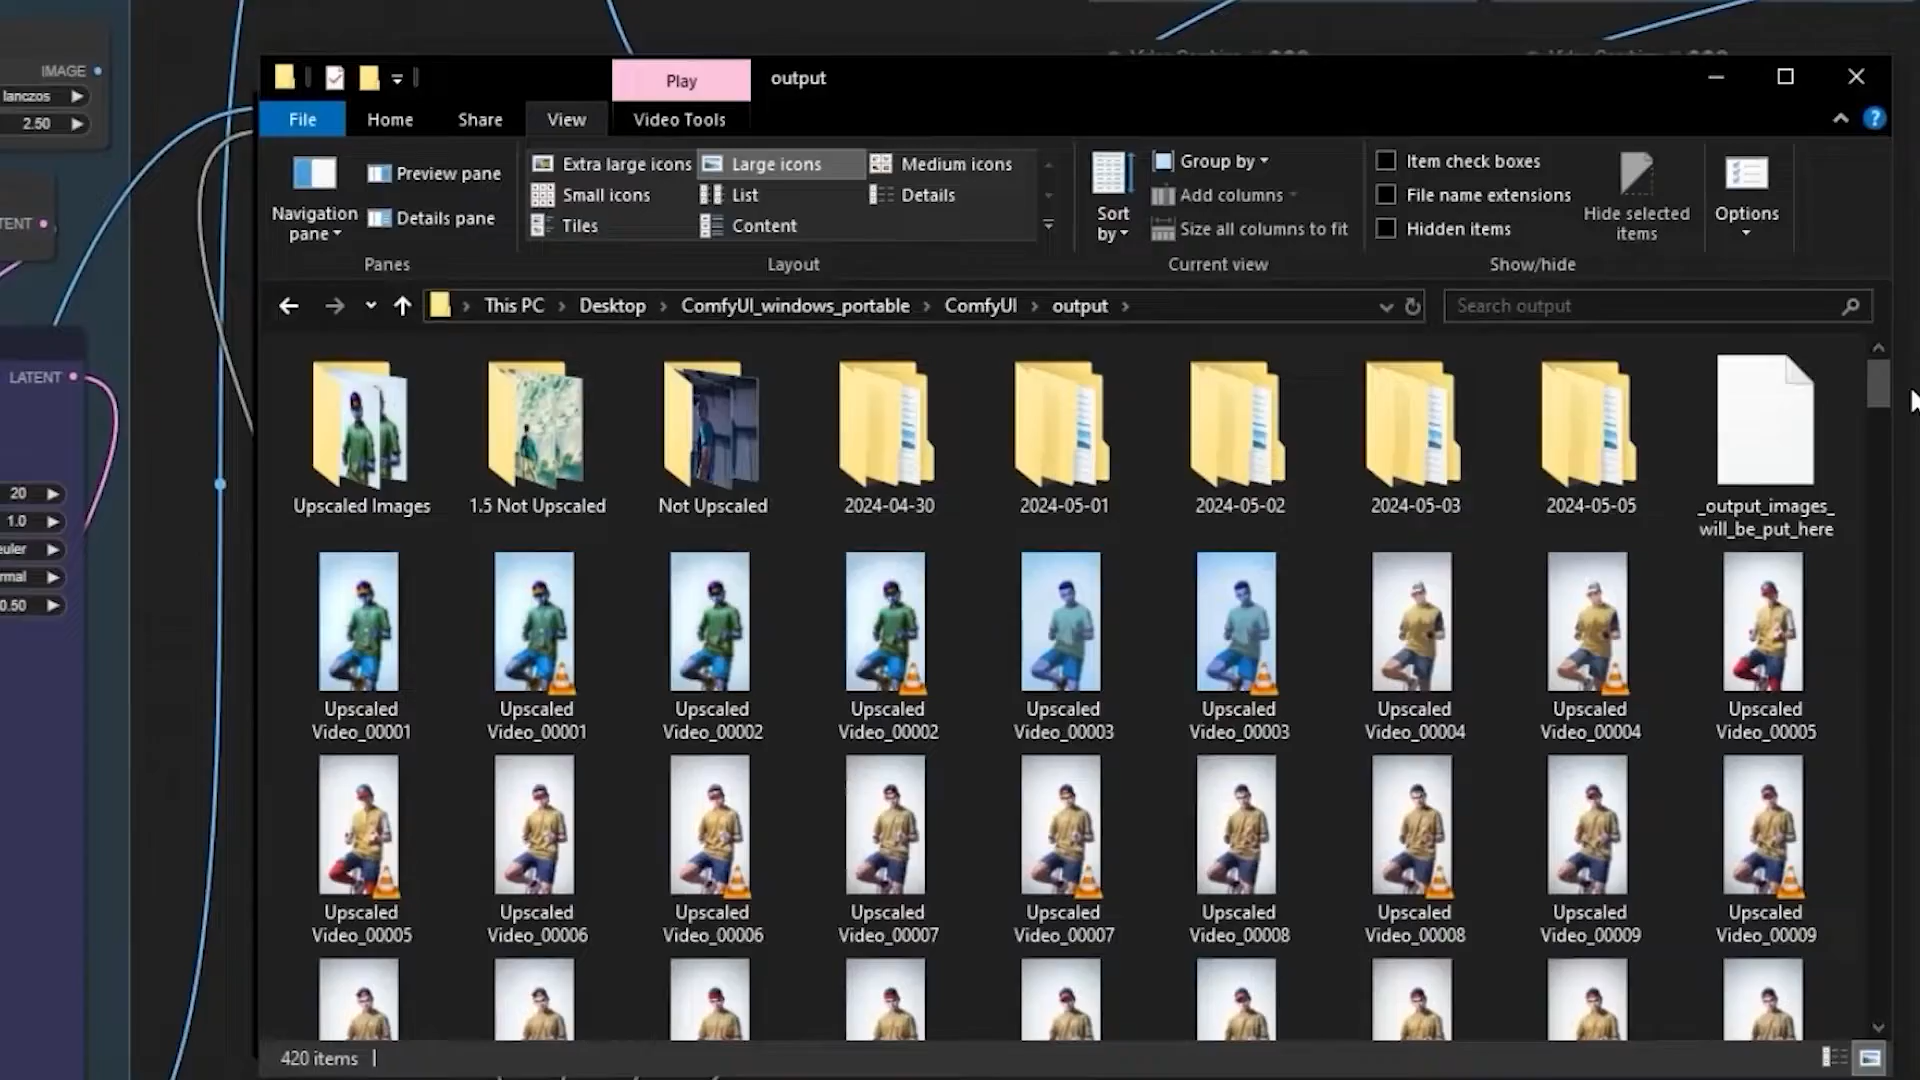 IMAGE
lanczos
2.50
LATENT
20
1.0
0.50
Play
output
File
Home
Share
View
Video Tools
Navigation
pane
Preview pane
Details pane
Panes
Extra large icons
Large icons
Medium icons
Small icons
List
Details
Tiles
Content
Layout
Sort
by
Group by
Add columns
Size all columns to fit
Current view
Item check boxes
File name extensions
Hidden items
Hide selected
items
Show/hide
Options
This PC
Desktop
ComfyUI_windows_portable
ComfyUI
output
Search output
Upscaled Images
1.5 Not Upscaled
Not Upscaled
2024-04-30
2024-05-01
2024-05-02
2024-05-03
2024-05-05
_output_images_
will_be_put_here
Upscaled
Video_00001
Upscaled
Video_00001
Upscaled
Video_00002
Upscaled
Video_00002
Upscaled
Video_00003
Upscaled
Video_00003
Upscaled
Video_00004
Upscaled
Video_00004
Upscaled
Video_00005
Upscaled
Video_00005
Upscaled
Video_00006
Upscaled
Video_00006
Upscaled
Video_00007
Upscaled
Video_00007
Upscaled
Video_00008
Upscaled
Video_00008
Upscaled
Video_00009
Upscaled
Video_00009
420 items